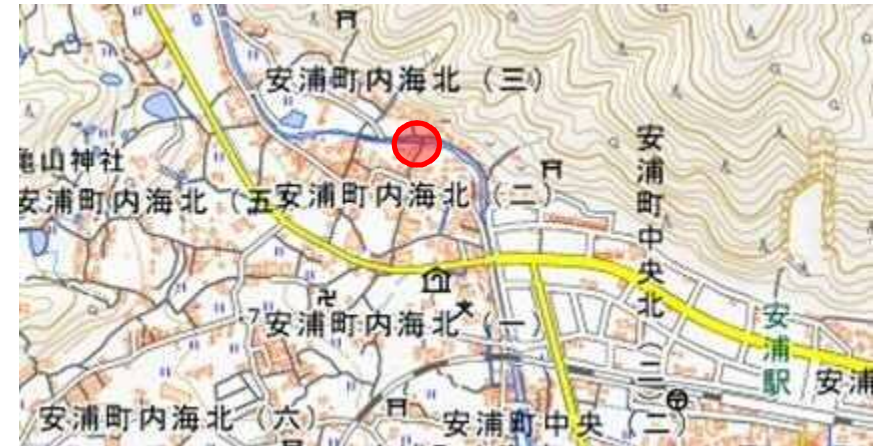 安浦町内海北(三)
亀山神社
安浦町内海北(五
安浦町内海北(二)
安浦町中央北(二)
7
安浦町内海北(一)
安浦駅
安浦
安浦町内海北(六)
安浦町中央(二)